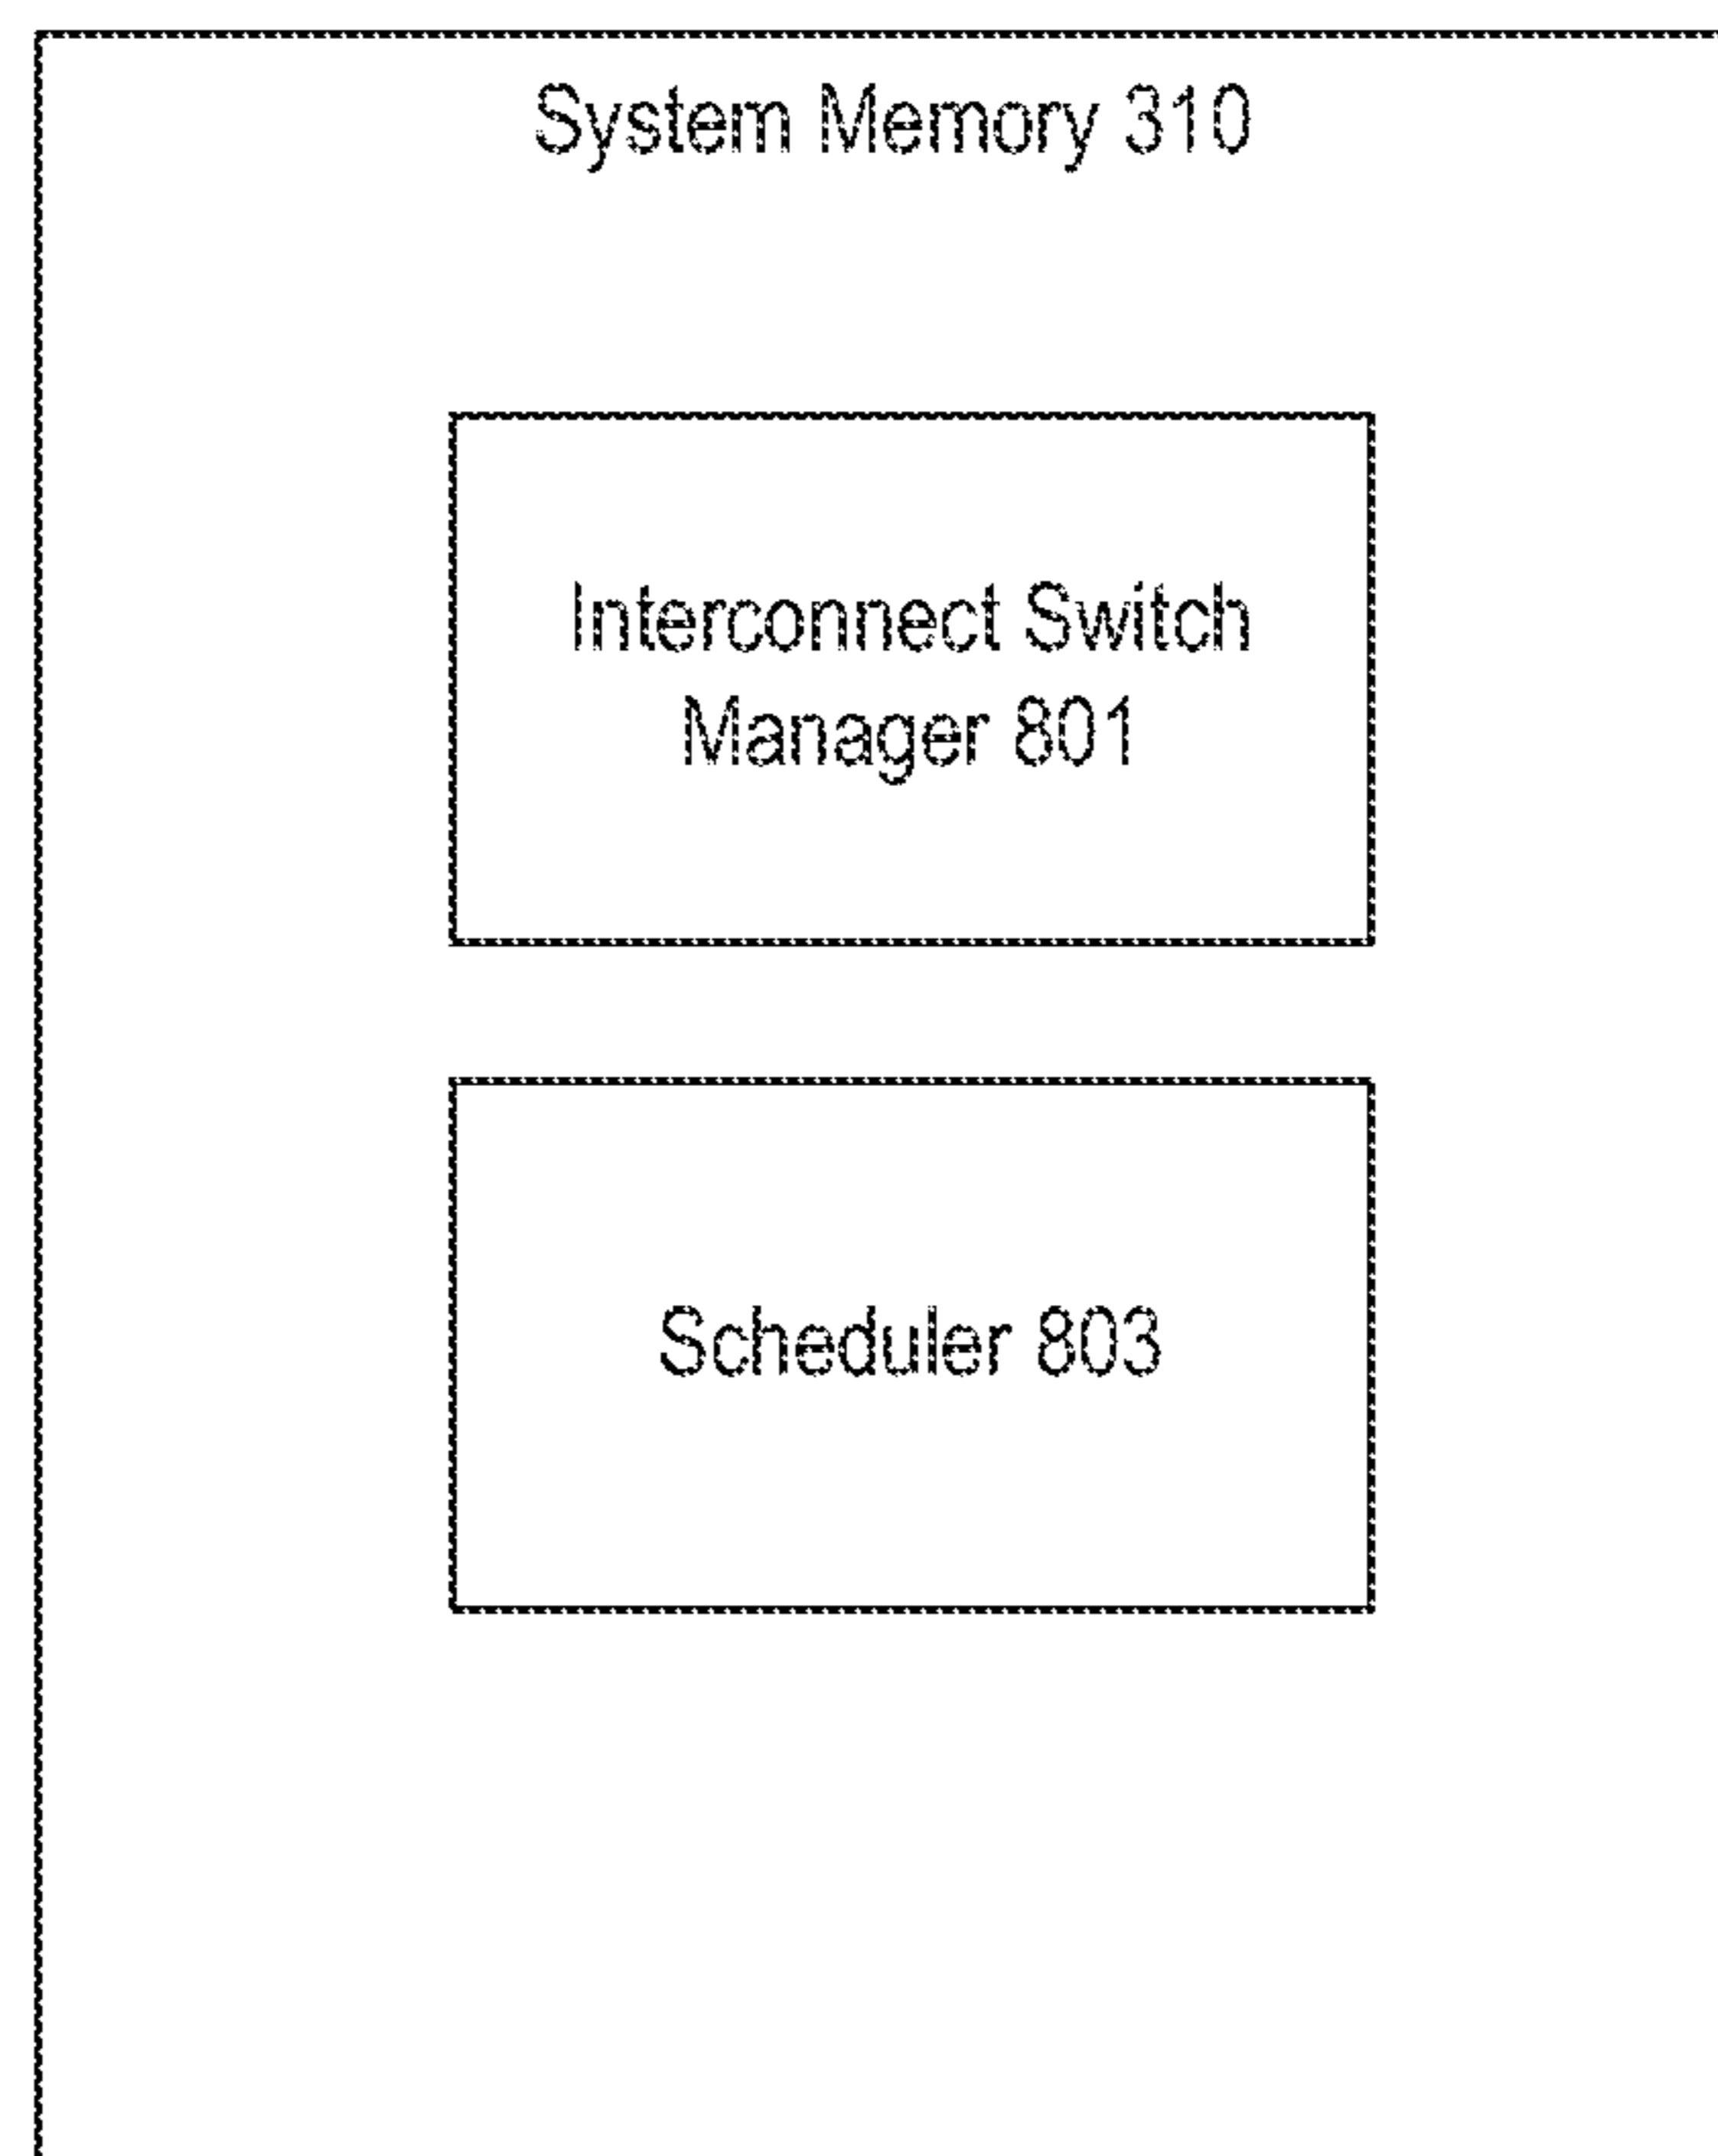 System Memory 310
Interconnect Switch
Manager 801
Scheduler 803